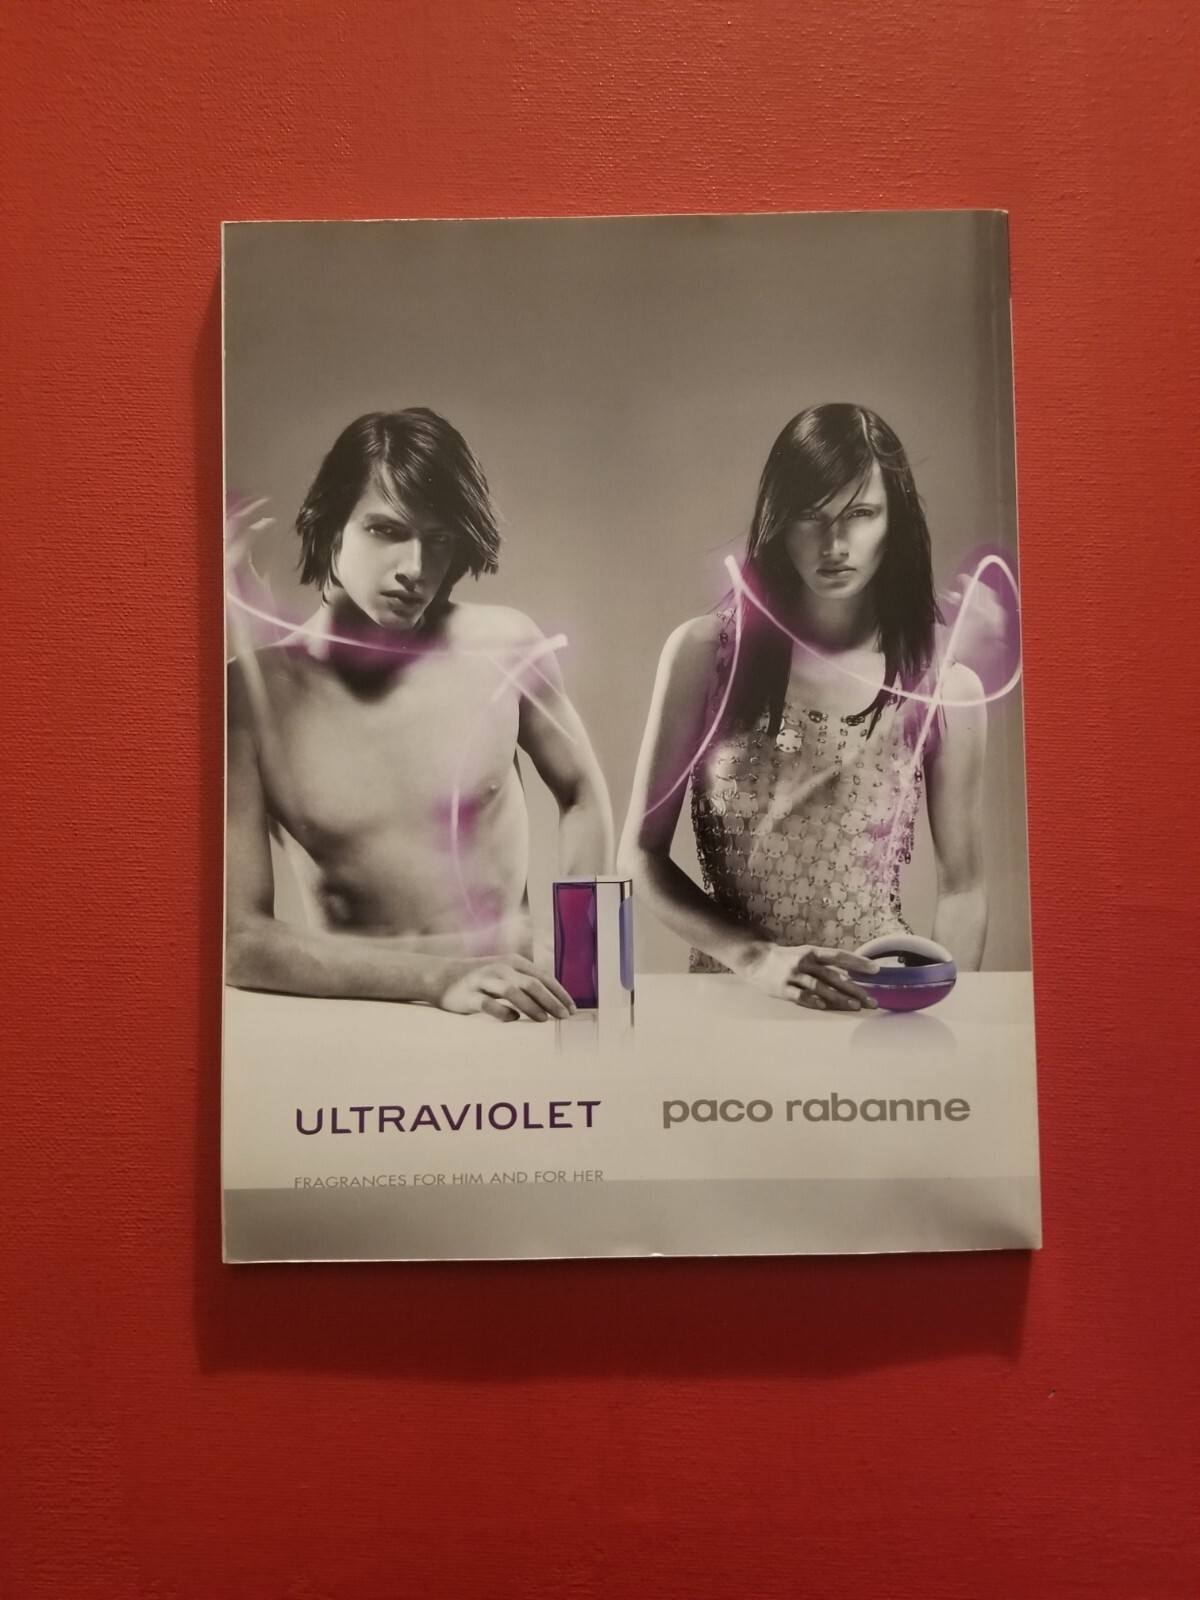 ULTRAVIOLET
paco rabanne
FRAGRANCES FOR HIM AND FOR HER